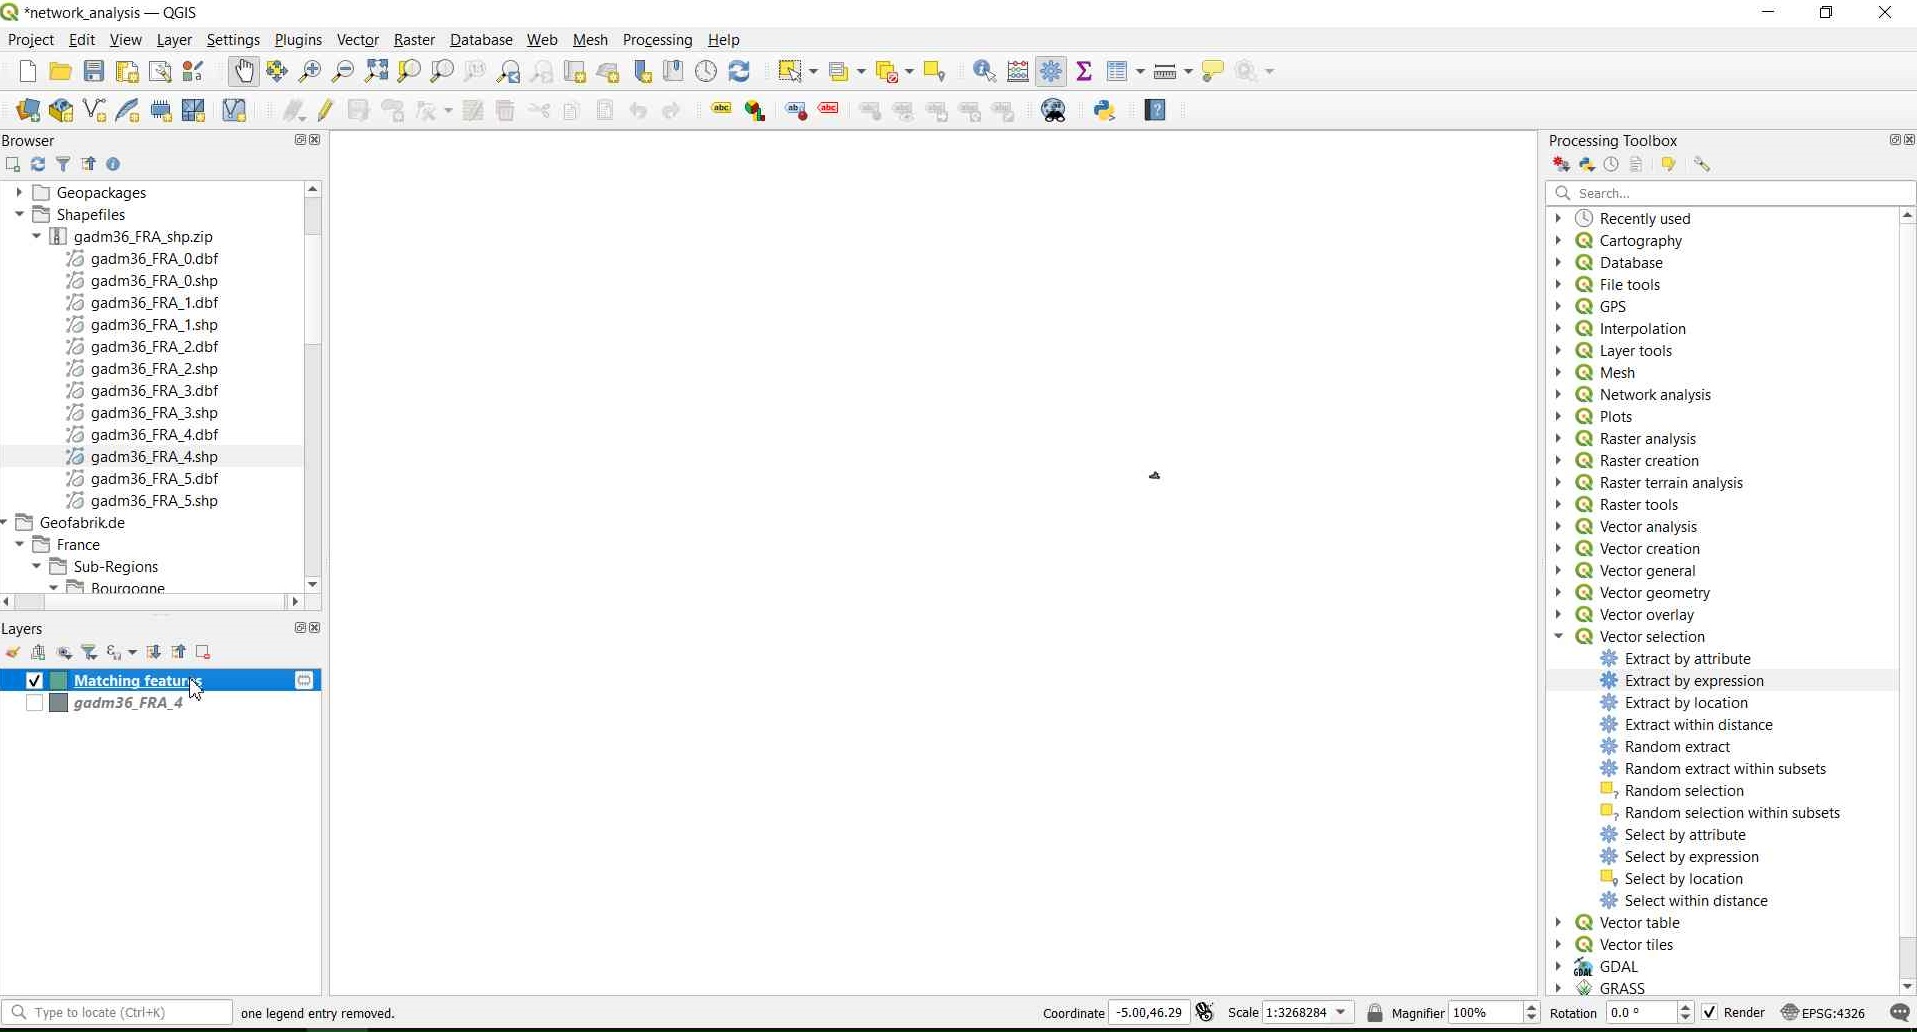 *network_analysis — QGIS
Project Edit View Layer Settings Plugins Vector Raster Database Web Mesh Processing Help
Browser
Geopackages
Shapefiles
gadm36_FRA_shp.zip
gadm36_FRA_0.dbf
gadm36_FRA_0.shp
gadm36_FRA_1.dbf
gadm36_FRA_1.shp
gadm36_FRA_2.dbf
gadm36_FRA_2.shp
gadm36_FRA_3.dbf
gadm36_FRA_3.shp
gadm36_FRA_4.dbf
gadm36_FRA_4.shp
gadm36_FRA_5.dbf
gadm36_FRA_5.shp
Geofabrik.de
France
Sub-Regions
Bourgogne
Layers
Matching features
gadm36_FRA_4
Processing Toolbox
Search...
Recently used
Cartography
Database
File tools
GPS
Interpolation
Layer tools
Mesh
Network analysis
Plots
Raster analysis
Raster creation
Raster terrain analysis
Raster tools
Vector analysis
Vector creation
Vector general
Vector geometry
Vector overlay
Vector selection
Extract by attribute
Extract by expression
Extract by location
Extract within distance
Random extract
Random extract within subsets
Random selection
Random selection within subsets
Select by attribute
Select by expression
Select by location
Select within distance
Vector table
Vector tiles
GDAL
GRASS
Type to locate (Ctrl+K) one legend entry removed. Coordinate -5.00,46.29 Scale 1:3268284 Magnifier 100% Rotation 0.0 ° Render EPSG:4326